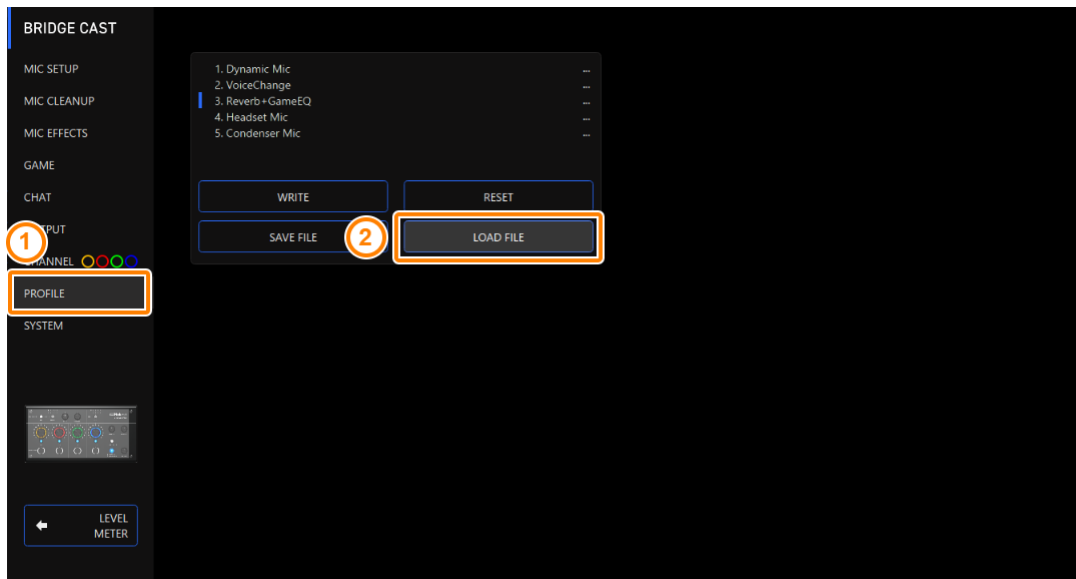 BRIDGE CAST
MIC SETUP
MIC CLEANUP
MIC EFFECTS
GAME
CHAT
1
CHANNEL
PROFILE
SYSTEM
LEVEL
METER
1. Dynamic Mic ...
2. VoiceChange ...
3. Reverb+GameEQ ...
4. Headset Mic ...
5. Condenser Mic ...
WRITE
RESET
SAVE FILE
2
LOAD FILE